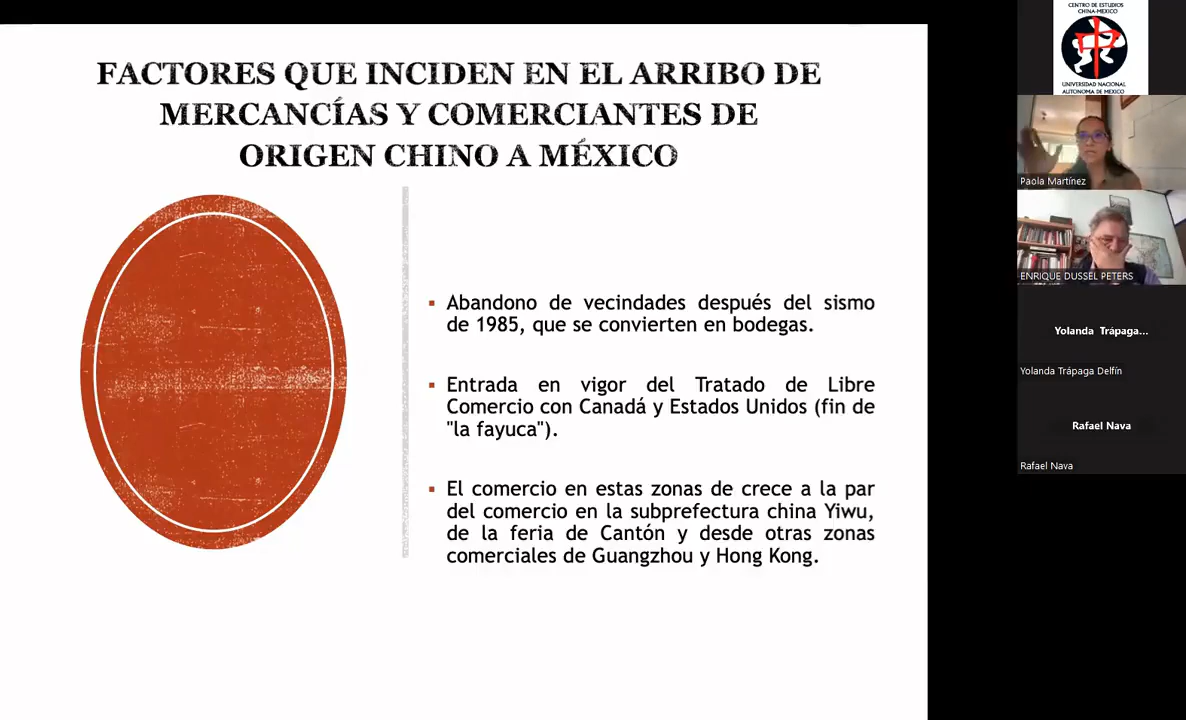 FACTORES QUE INCIDEN EN EL ARRIBO DE
MERCANCÍAS Y COMERCIANTES DE
ORIGEN CHINO A MÉXICO
Abandono de vecindades después del sismo
de 1985, que se convierten en bodegas.
Entrada en vigor del Tratado de Libre
Comercio con Canadá y Estados Unidos (fin de
"la fayuca").
El comercio en estas zonas de crece a la par
del comercio en la subprefectura china Yiwu,
de la feria de Cantón y desde otras zonas
comerciales de Guangzhou y Hong Kong.
CENTRO DE ESTUDIOS
CHINA-MEXICO
UNIVERSIDAD NACIONAL
AUTONOMA DE MEXICO
Paola Martínez
ENRIQUE DUSSEL PETERS
Yolanda Trápaga...
Yolanda Trápaga Delfín
Rafael Nava
Rafael Nava